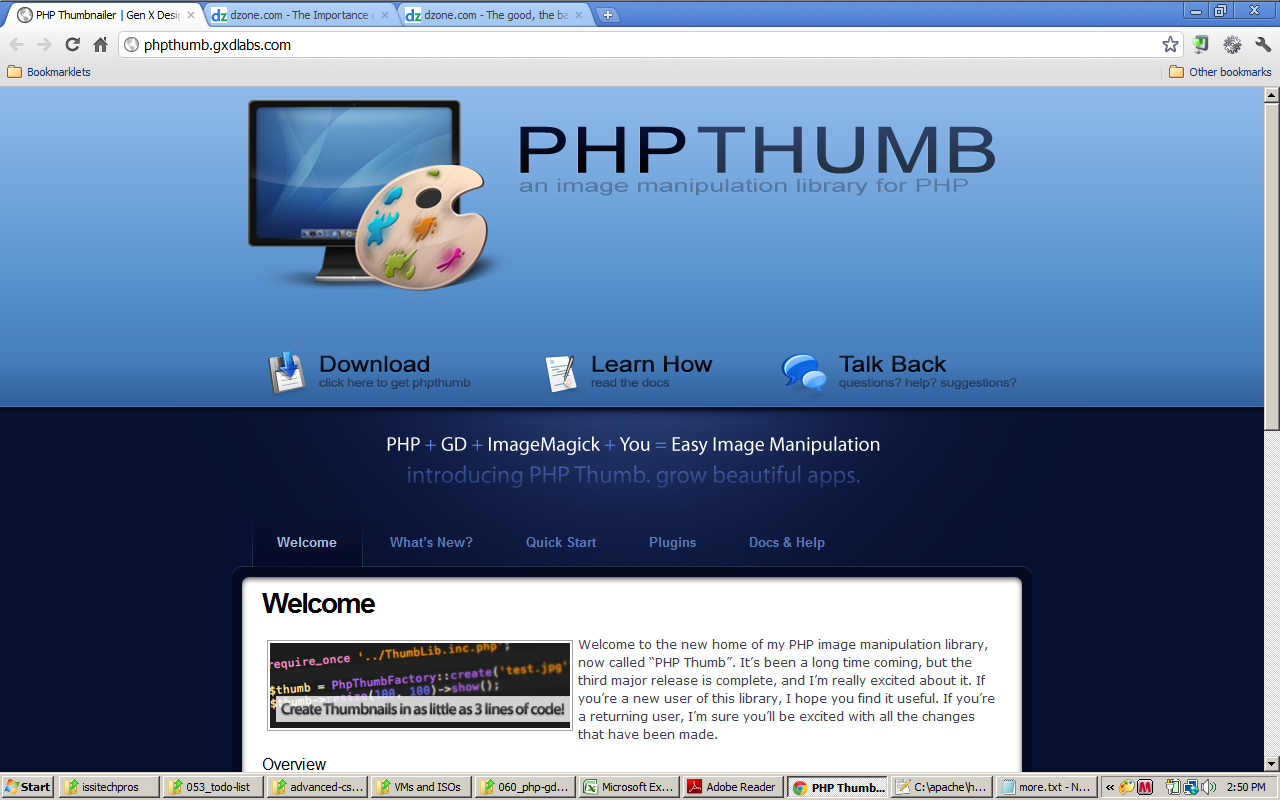 PHP Thumbnailer | Gen X Desig
dzone.com - The Importance
dzone.com - The good, the ba
phpthumb.gxdlabs.com
Bookmarklets
Other bookmarks
PHPTHUMB
an image manipulation library for PHP
Download
click here to get phpthumb
Learn How
read the docs
Talk Back
questions? help? suggestions?
PHP + GD + ImageMagick + You = Easy Image Manipulation
introducing PHP Thumb. grow beautiful apps.
Welcome
What's New?
Quick Start
Plugins
Docs & Help
Welcome
require_once '../ThumbLib.inc.php';
$thumb = PhpThumbFactory::create('test.jpg'
$thumb->resize(100, 100)->show();
Create Thumbnails in as little as 3 lines of code!
Welcome to the new home of my PHP image manipulation library,
now called “PHP Thumb”. It’s been a long time coming, but the
third major release is complete, and I’m really excited about it. If
you’re a new user of this library, I hope you find it useful. If you’re
a returning user, I’m sure you’ll be excited with all the changes
that have been made.
Overview
Start
issitechpros
053_todo-list
advanced-cs...
VMs and ISOs
060_php-gd...
Microsoft Ex...
Adobe Reader
PHP Thumb...
C:\apache\h...
more.txt - N...
2:50 PM